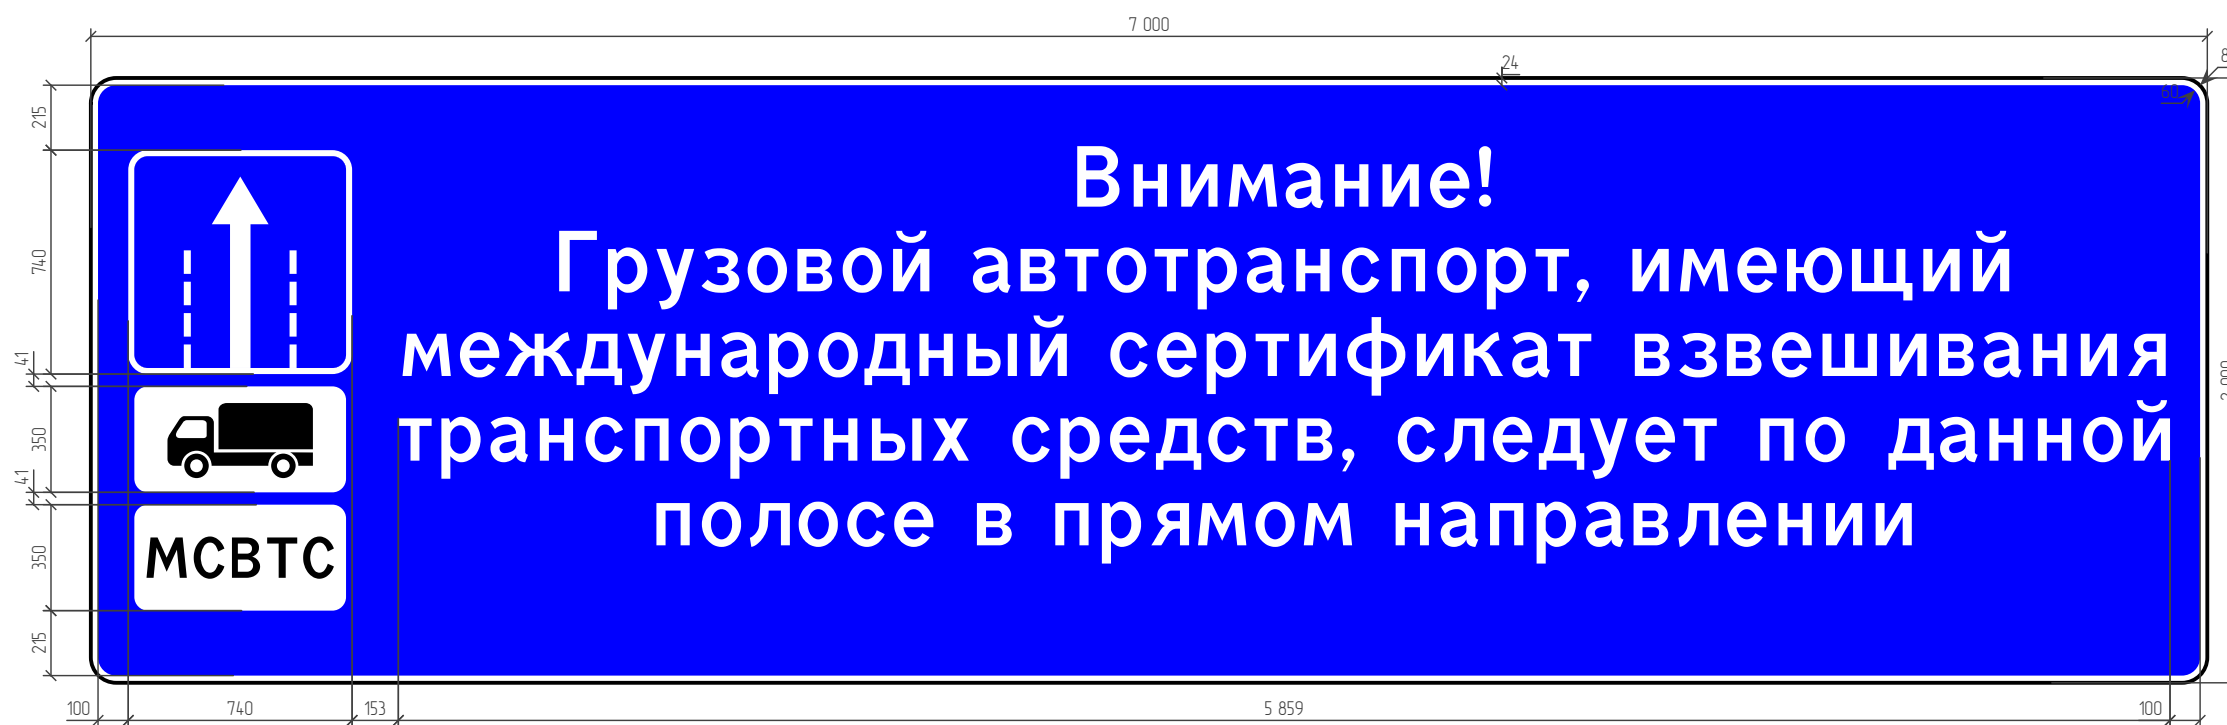 7 000
24
8
60
215
Внимание!
740
Грузовой автотранспорт, имеющий
международный сертификат взвешивания
41
транспортных средств, следует по данной
350
41
полосе в прямом направлении
350
МСВТС
215
100 740 153 5 859 100